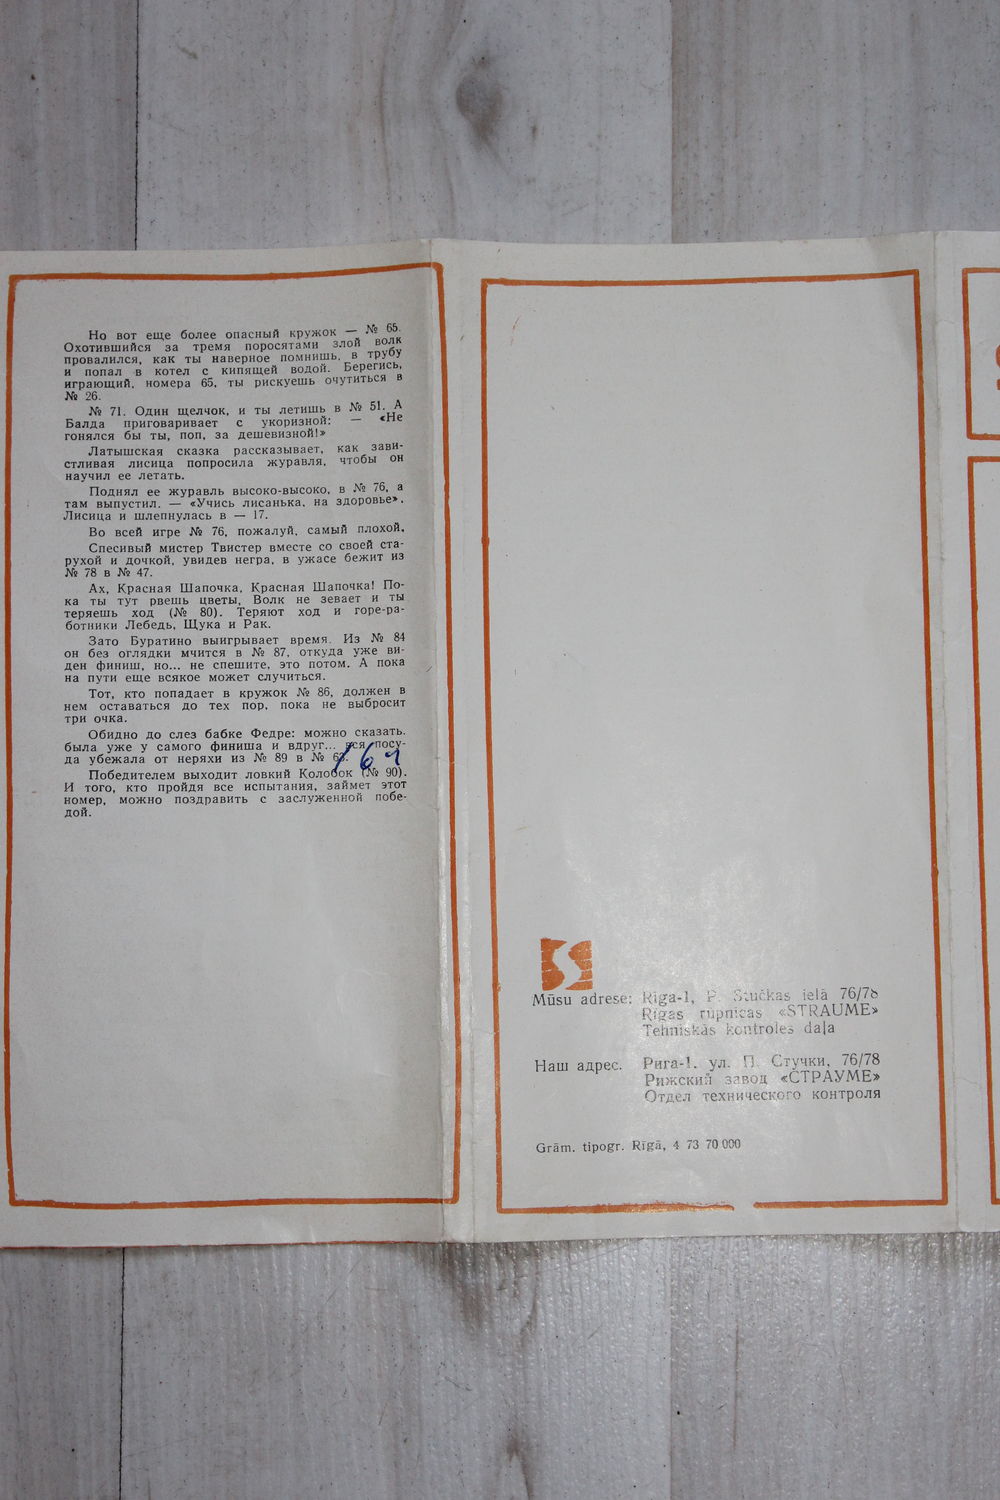 Но вот еще более опасный кружок — № 65.
Охотившийся за тремя поросятами злой волк
провалился, как ты наверное помнишь, в трубу
и попал в котел с кипящей водой. Берегись,
играющий, номера 65, ты рискуешь очутиться в
№ 26.
№ 71. Один щелчок, и ты летишь в № 51. А
Балда приговаривает с укоризной: — «Не
гонялся бы ты, поп, за дешевизной!»
Латышская сказка рассказывает, как зави-
стливая лисица попросила журавля, чтобы он
научил ее летать.
Поднял ее журавль высоко-высоко, в № 76, а
там выпустил. — «Учись лисанька, на здоровье».
Лисица и шлепнулась в — 17.
Во всей игре № 76, пожалуй, самый плохой.
Спесивый мистер Твистер вместе со своей ста-
рухой и дочкой, увидев негра, в ужасе бежит из
№ 78 в № 47.
Ах, Красная Шапочка, Красная Шапочка! По-
ка ты тут рвешь цветы, Волк не зевает и ты
теряешь ход (№ 80). Теряют ход и горе-ра-
ботники Лебедь, Щука и Рак.
Зато Буратино выигрывает время. Из № 84
он без оглядки мчится в № 87, откуда уже ви-
ден финиш, но... не спешите, это потом. А пока
на пути еще всякое может случиться.
Тот, кто попадает в кружок № 86, должен в
нем оставаться до тех пор, пока не выбросит
три очка.
Обидно до слез бабке Федре: можно сказать.
была уже у самого финиша и вдруг... вся посу-
да убежала от неряхи из № 89 в № 63. 61
Победителем выходит ловкий Колобок (№ 90).
И того, кто пройдя все испытания, займет этот
номер, можно поздравить с заслуженной побе-
дой.
Mūsu adrese: Rīga-1, P. Stučkas ielā 76/78
Rīgas rūpnīcas «STRAUME»
Tehniskās kontroles daļa
Наш адрес. Рига-1. ул. П. Стучки, 76/78
Рижский завод «СТРАУМЕ»
Отдел технического контроля
Grām. tipogr. Rīgā, 4 73 70 000